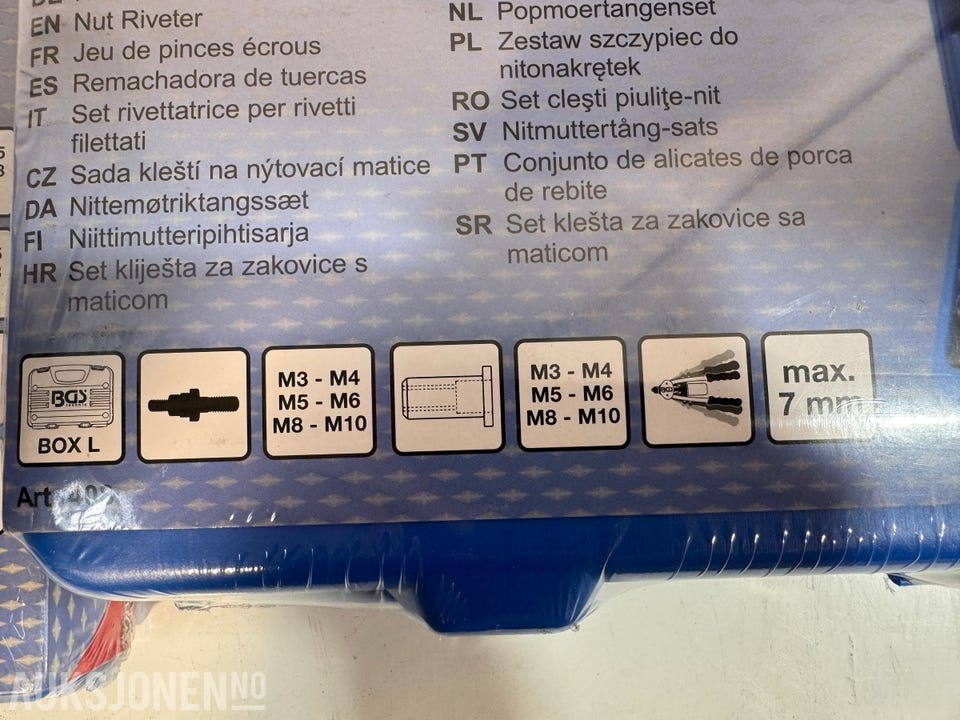 EN Nut Riveter
FR Jeu de pinces écrous
ES Remachadora de tuercas
IT Set rivettatrice per rivetti
filettati
CZ Sada kleští na nýtovací matice
DA Nittemøtriktangssæt
FI Niittimutteripihtisarja
HR Set kliješta za zakovice s
maticom
NL Popmoertangenset
PL Zestaw szczypiec do
nitonakrętek
RO Set cleşti piuliţe-nit
SV Nitmuttertång-sats
PT Conjunto de alicates de porca
de rebite
SR Set klešta za zakovice sa
maticom
BGS
BOX L
M3 - M4
M5 - M6
M8 - M10
M3 - M4
M5 - M6
M8 - M10
max.
7 mm
Art.
AUKSJONEN.NO